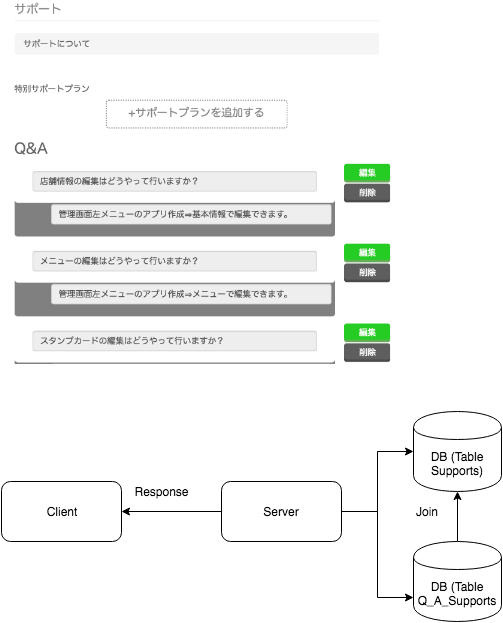 サポート
サポートについて
特別サポートプラン
+サポートプランを追加する
Q&A
店舗情報の編集はどうやって行いますか？
編集
削除
管理画面左メニューのアプリ作成⇒基本情報で編集できます。
メニューの編集はどうやって行いますか？
編集
削除
管理画面左メニューのアプリ作成⇒メニューで編集できます。
スタンプカードの編集はどうやって行いますか？
編集
削除
DB (Table
Supports)
Response
Client
Server
Join
DB (Table
Q_A_Supports